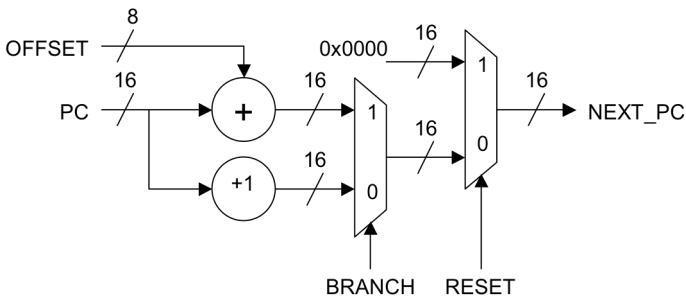 8
OFFSET
16
PC
+
16
+1
16
1
0
BRANCH
0x0000
16
16
1
0
RESET
16
NEXT_PC